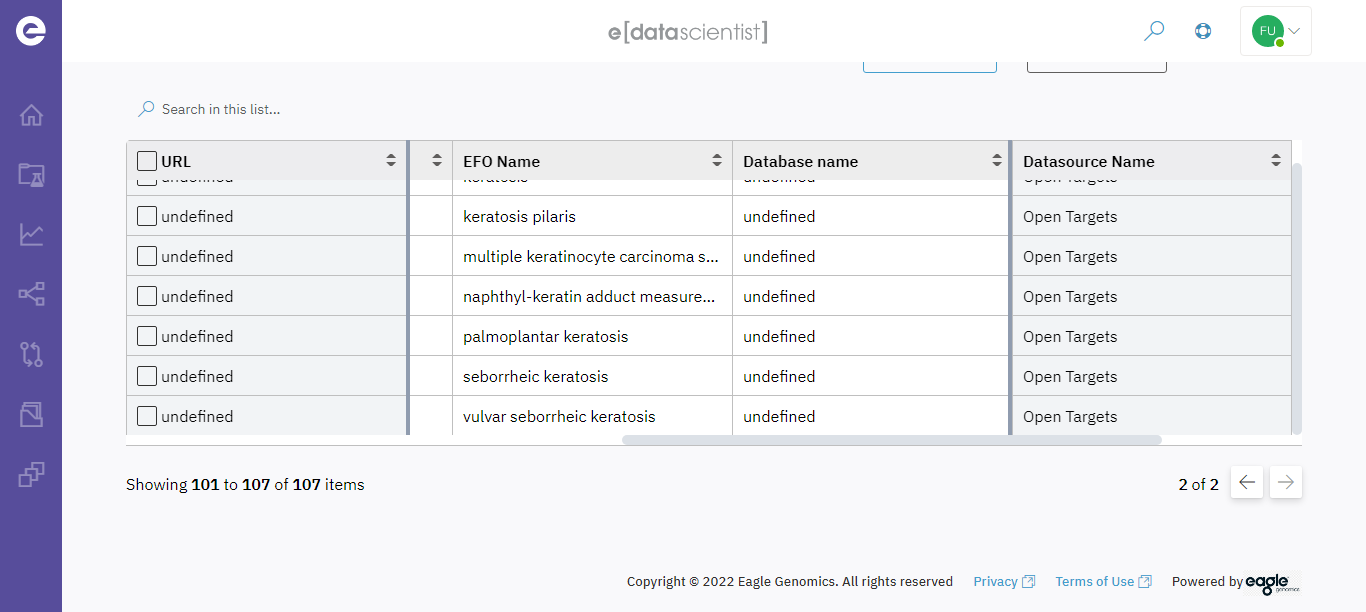 e[datascientist]
FU
Search in this list...
URL EFO Name Database name Datasource Name
undefined keratosis undefined Open Targets
undefined keratosis pilaris undefined Open Targets
undefined multiple keratinocyte carcinoma s... undefined Open Targets
undefined naphthyl-keratin adduct measure... undefined Open Targets
undefined palmoplantar keratosis undefined Open Targets
undefined seborrheic keratosis undefined Open Targets
undefined vulvar seborrheic keratosis undefined Open Targets
Showing 101 to 107 of 107 items 2 of 2
Copyright © 2022 Eagle Genomics. All rights reserved Privacy Terms of Use Powered by eagle genomics